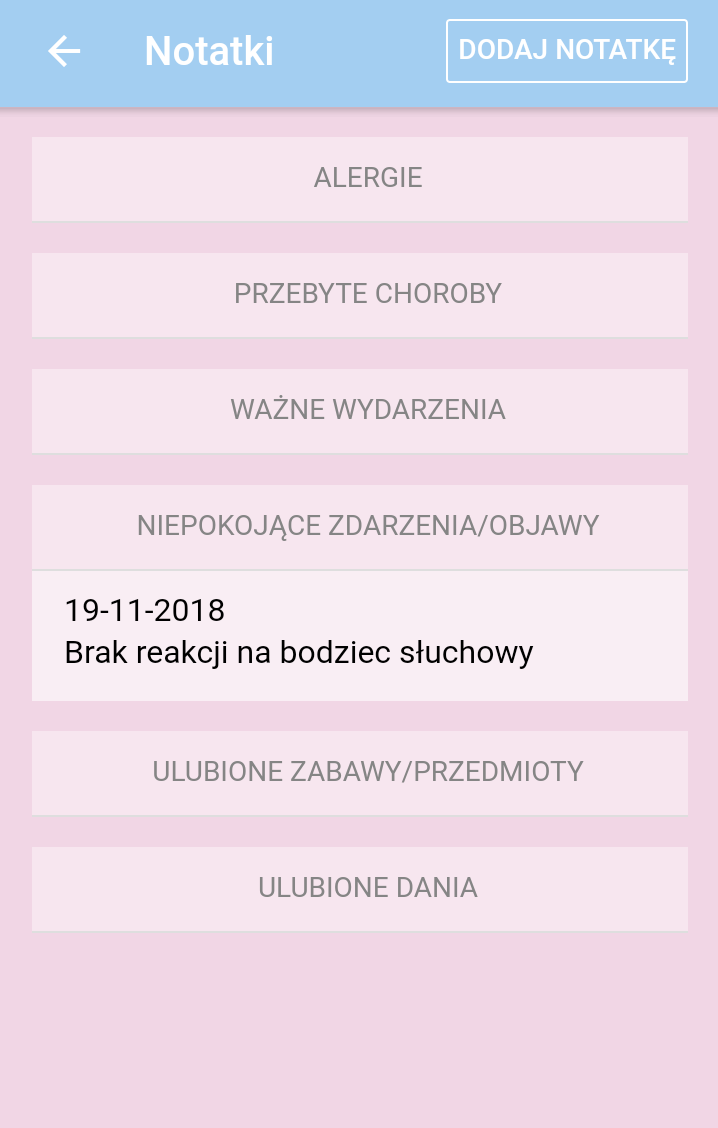 Notatki
DODAJ NOTATKĘ
ALERGIE
PRZEBYTE CHOROBY
WAŻNE WYDARZENIA
NIEPOKOJĄCE ZDARZENIA/OBJAWY
19-11-2018
Brak reakcji na bodziec słuchowy
ULUBIONE ZABAWY/PRZEDMIOTY
ULUBIONE DANIA